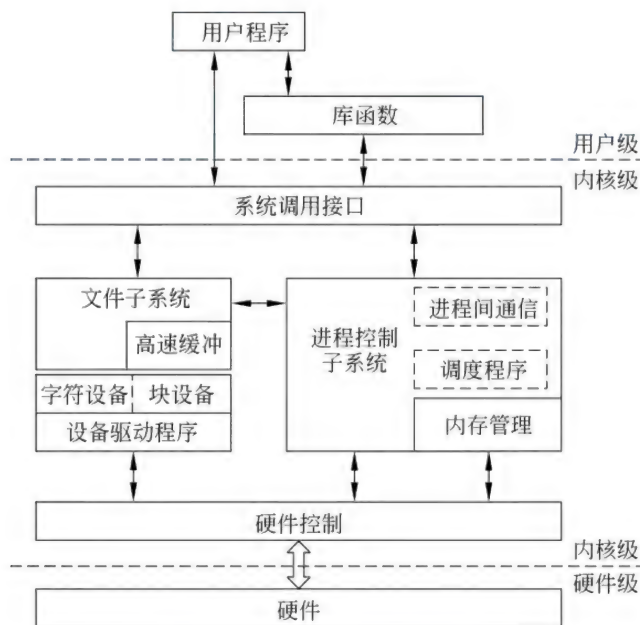 用户程序
库函数
用户级
内核级
系统调用接口
文件子系统
高速缓冲
字符设备
块设备
设备驱动程序
进程控制
子系统
进程间通信
调度程序
内存管理
硬件控制
内核级
硬件级
硬件